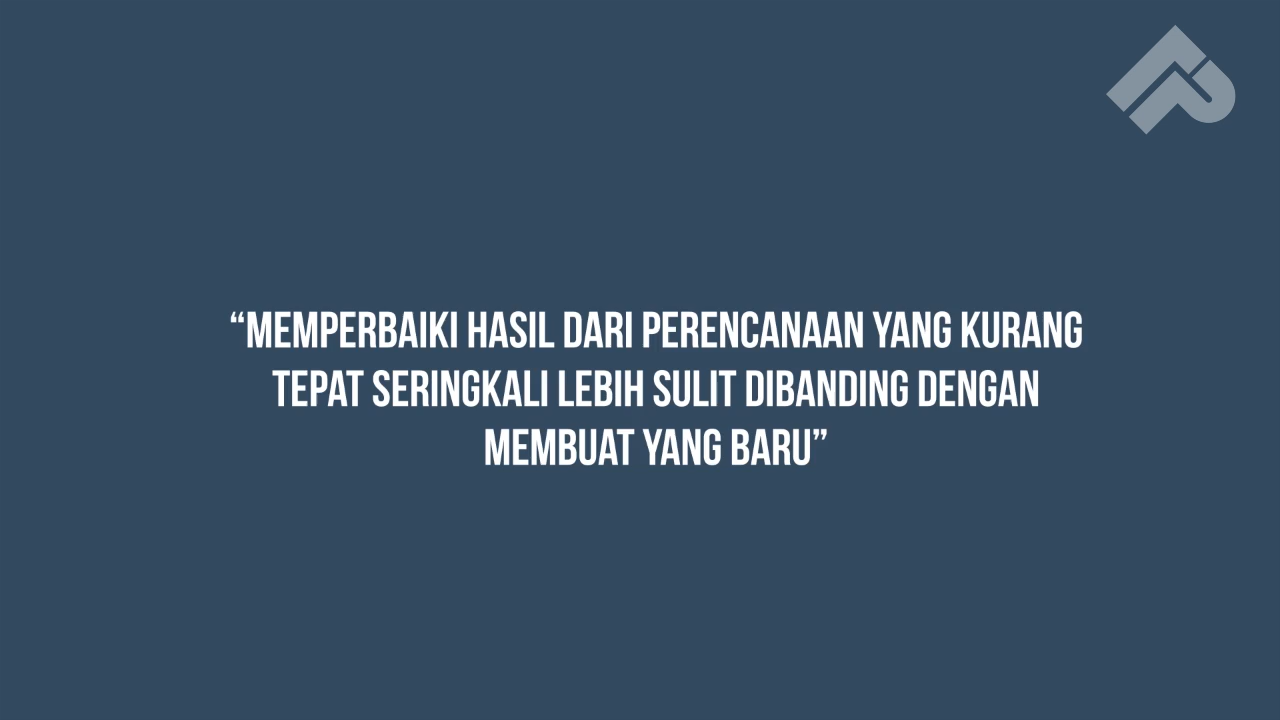 “MEMPERBAIKI HASIL DARI PERENCANAAN YANG KURANG
TEPAT SERINGKALI LEBIH SULIT DIBANDING DENGAN
MEMBUAT YANG BARU”